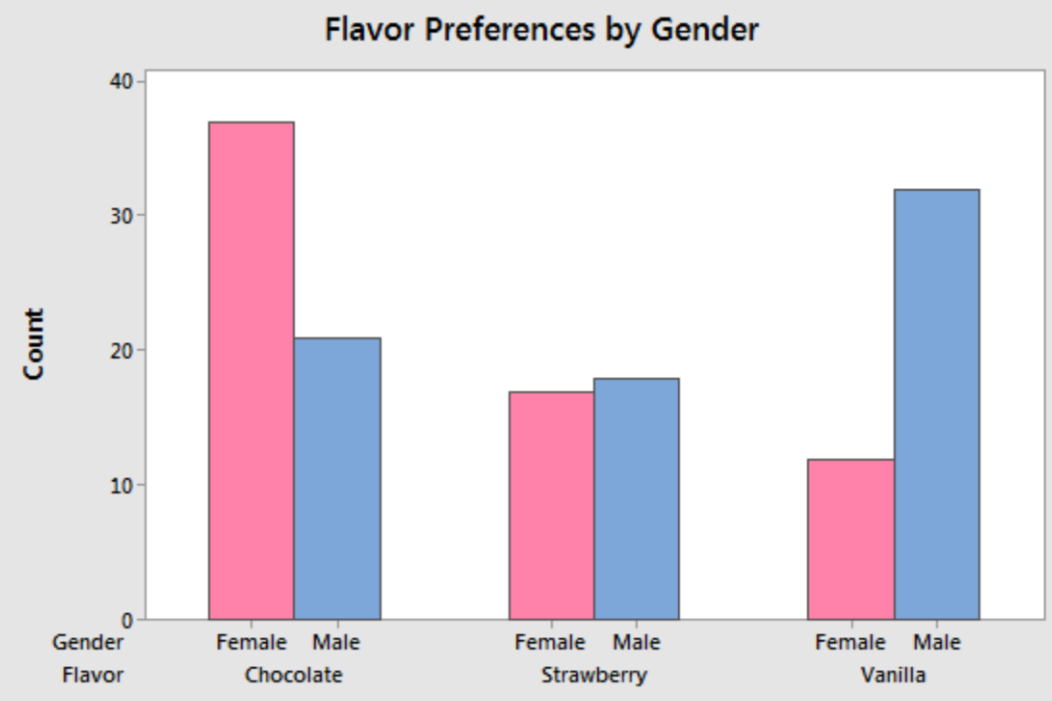 Flavor Preferences by Gender
40
30
20
10
0
Count
Gender Female Male Female Male Female Male
Flavor Chocolate Strawberry Vanilla